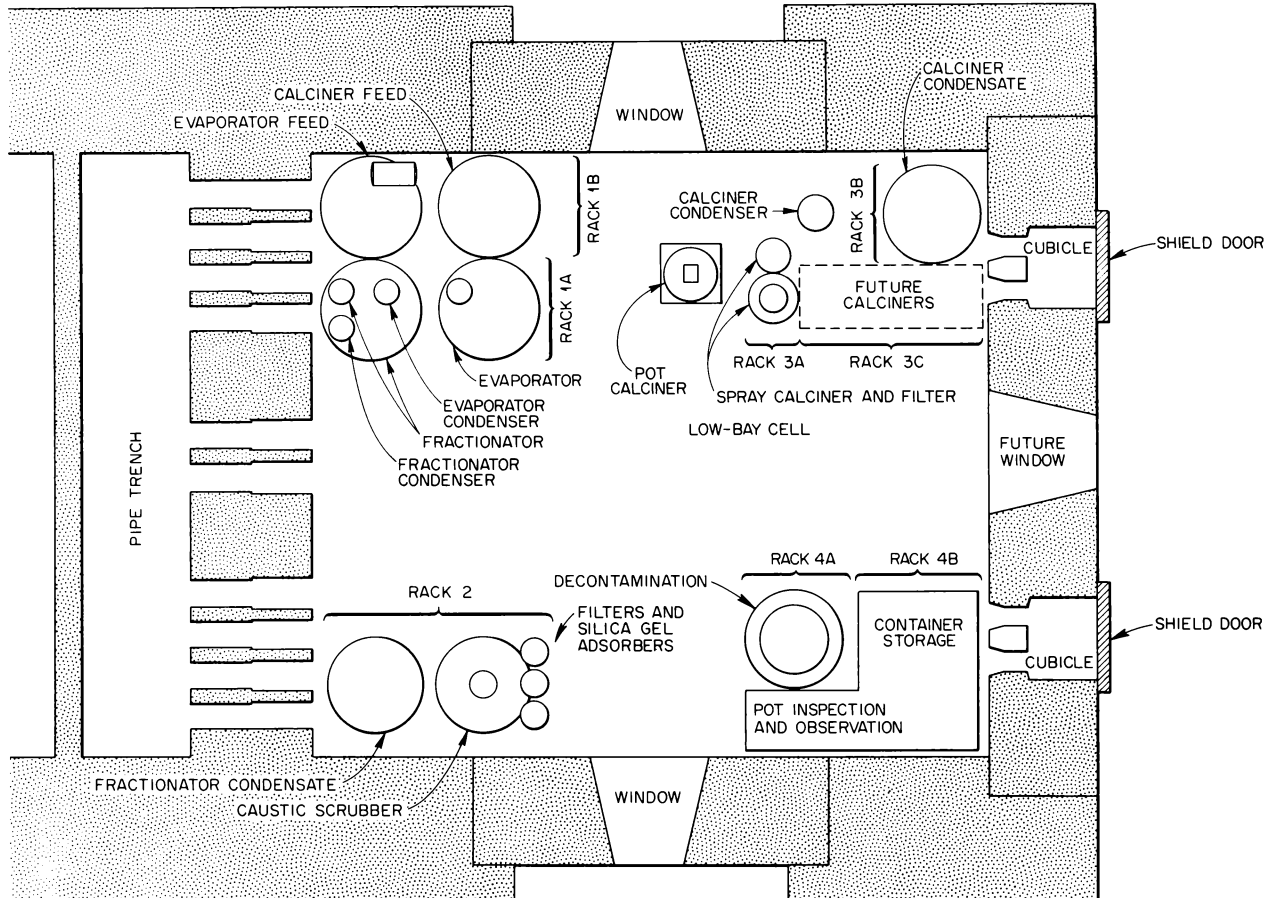 CALCINER
CONDENSATE
CALCINER FEED
EVAPORATOR FEED
WINDOW
RACK 1B
CALCINER
CONDENSER
RACK 3B
CUBICLE
SHIELD DOOR
RACK 1A
FUTURE
CALCINERS
RACK 3A
RACK 3C
POT
CALCINER
EVAPORATOR
SPRAY CALCINER AND FILTER
EVAPORATOR
CONDENSER
LOW-BAY CELL
FRACTIONATOR
FRACTIONATOR
CONDENSER
FUTURE
WINDOW
PIPE TRENCH
RACK 4A
RACK 4B
DECONTAMINATION
RACK 2
FILTERS AND
SILICA GEL
ADSORBERS
CONTAINER
STORAGE
SHIELD DOOR
CUBICLE
POT INSPECTION
AND OBSERVATION
FRACTIONATOR CONDENSATE
CAUSTIC SCRUBBER
WINDOW